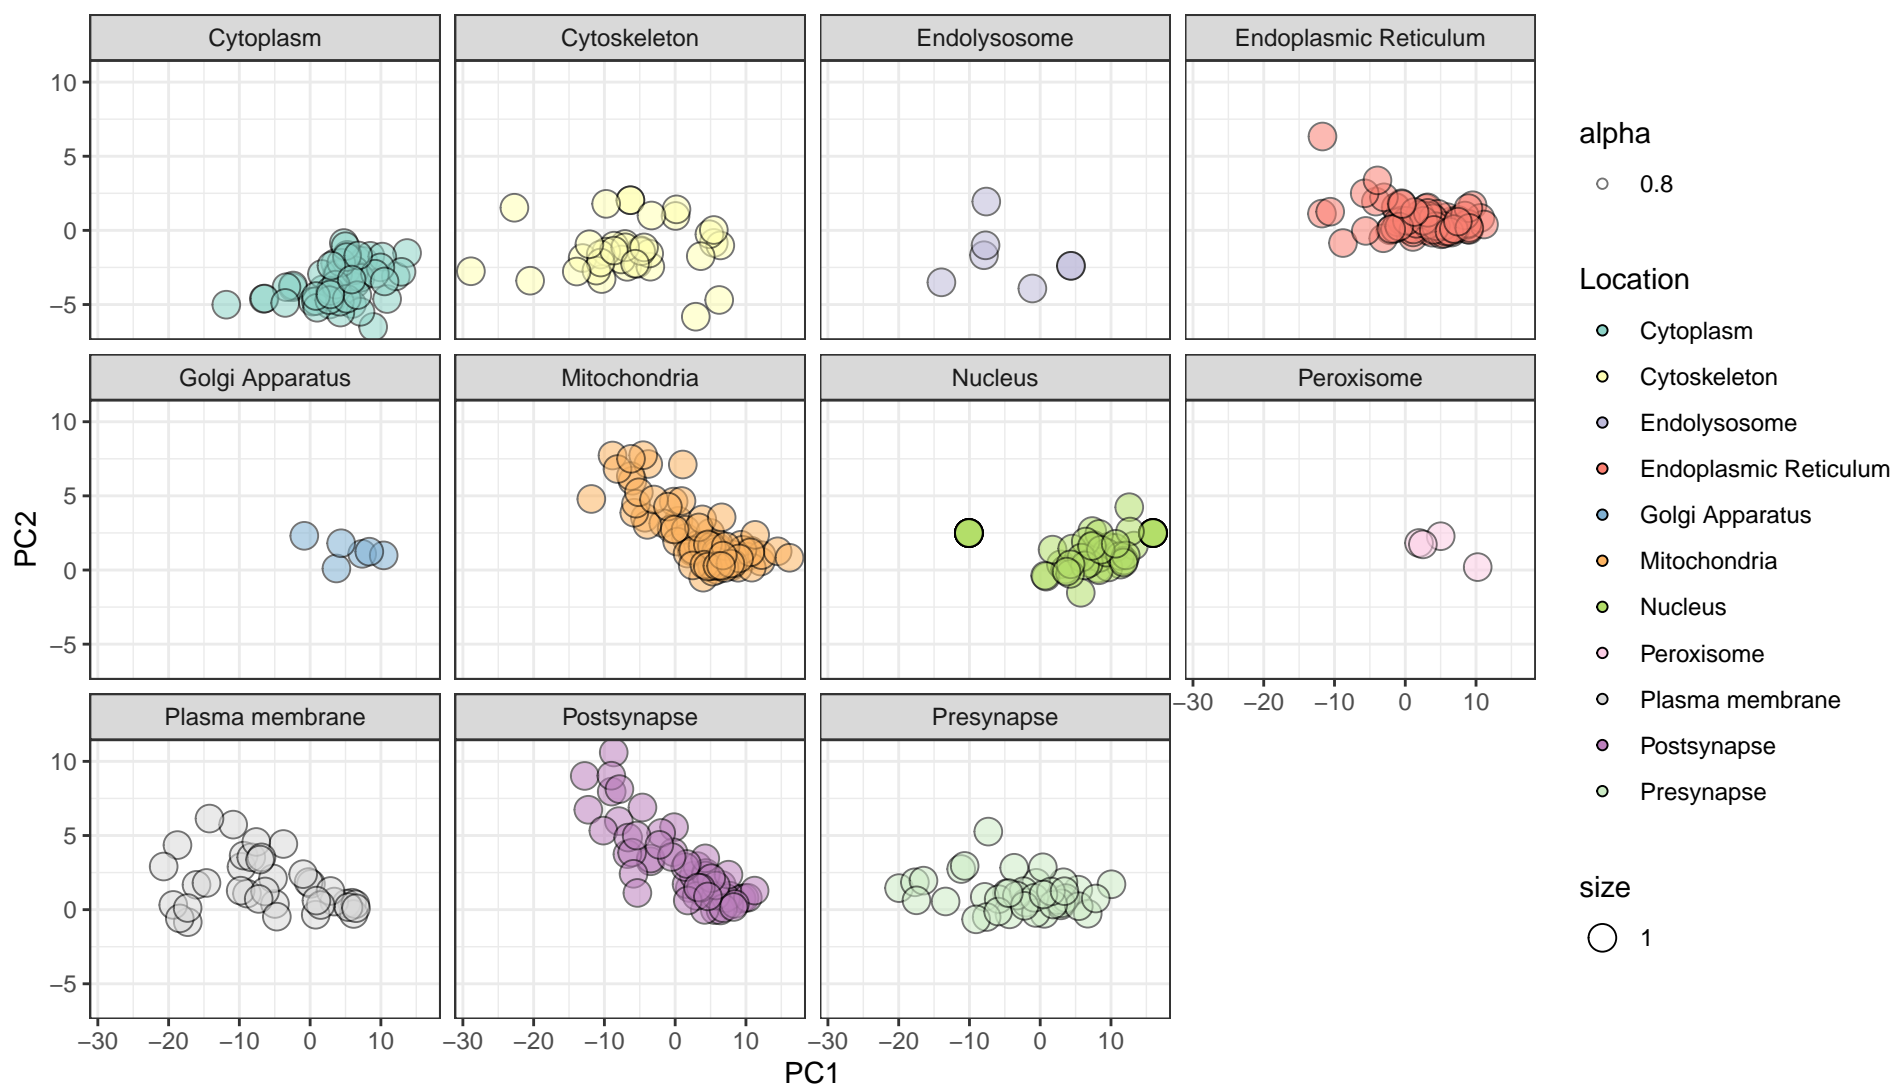 Cytoplasm
Cytoskeleton
Endolysosome
Endoplasmic Reticulum
10
5
0
−5
Golgi Apparatus
Mitochondria
Nucleus
Peroxisome
10
5
0
−5
−30 −20 −10 0 10
Plasma membrane
Postsynapse
Presynapse
10
5
0
−5
−30 −20 −10 0 10
−30 −20 −10 0 10
−30 −20 −10 0 10
PC1
PC2
alpha
0.8
Location
Cytoplasm
Cytoskeleton
Endolysosome
Endoplasmic Reticulum
Golgi Apparatus
Mitochondria
Nucleus
Peroxisome
Plasma membrane
Postsynapse
Presynapse
size
1